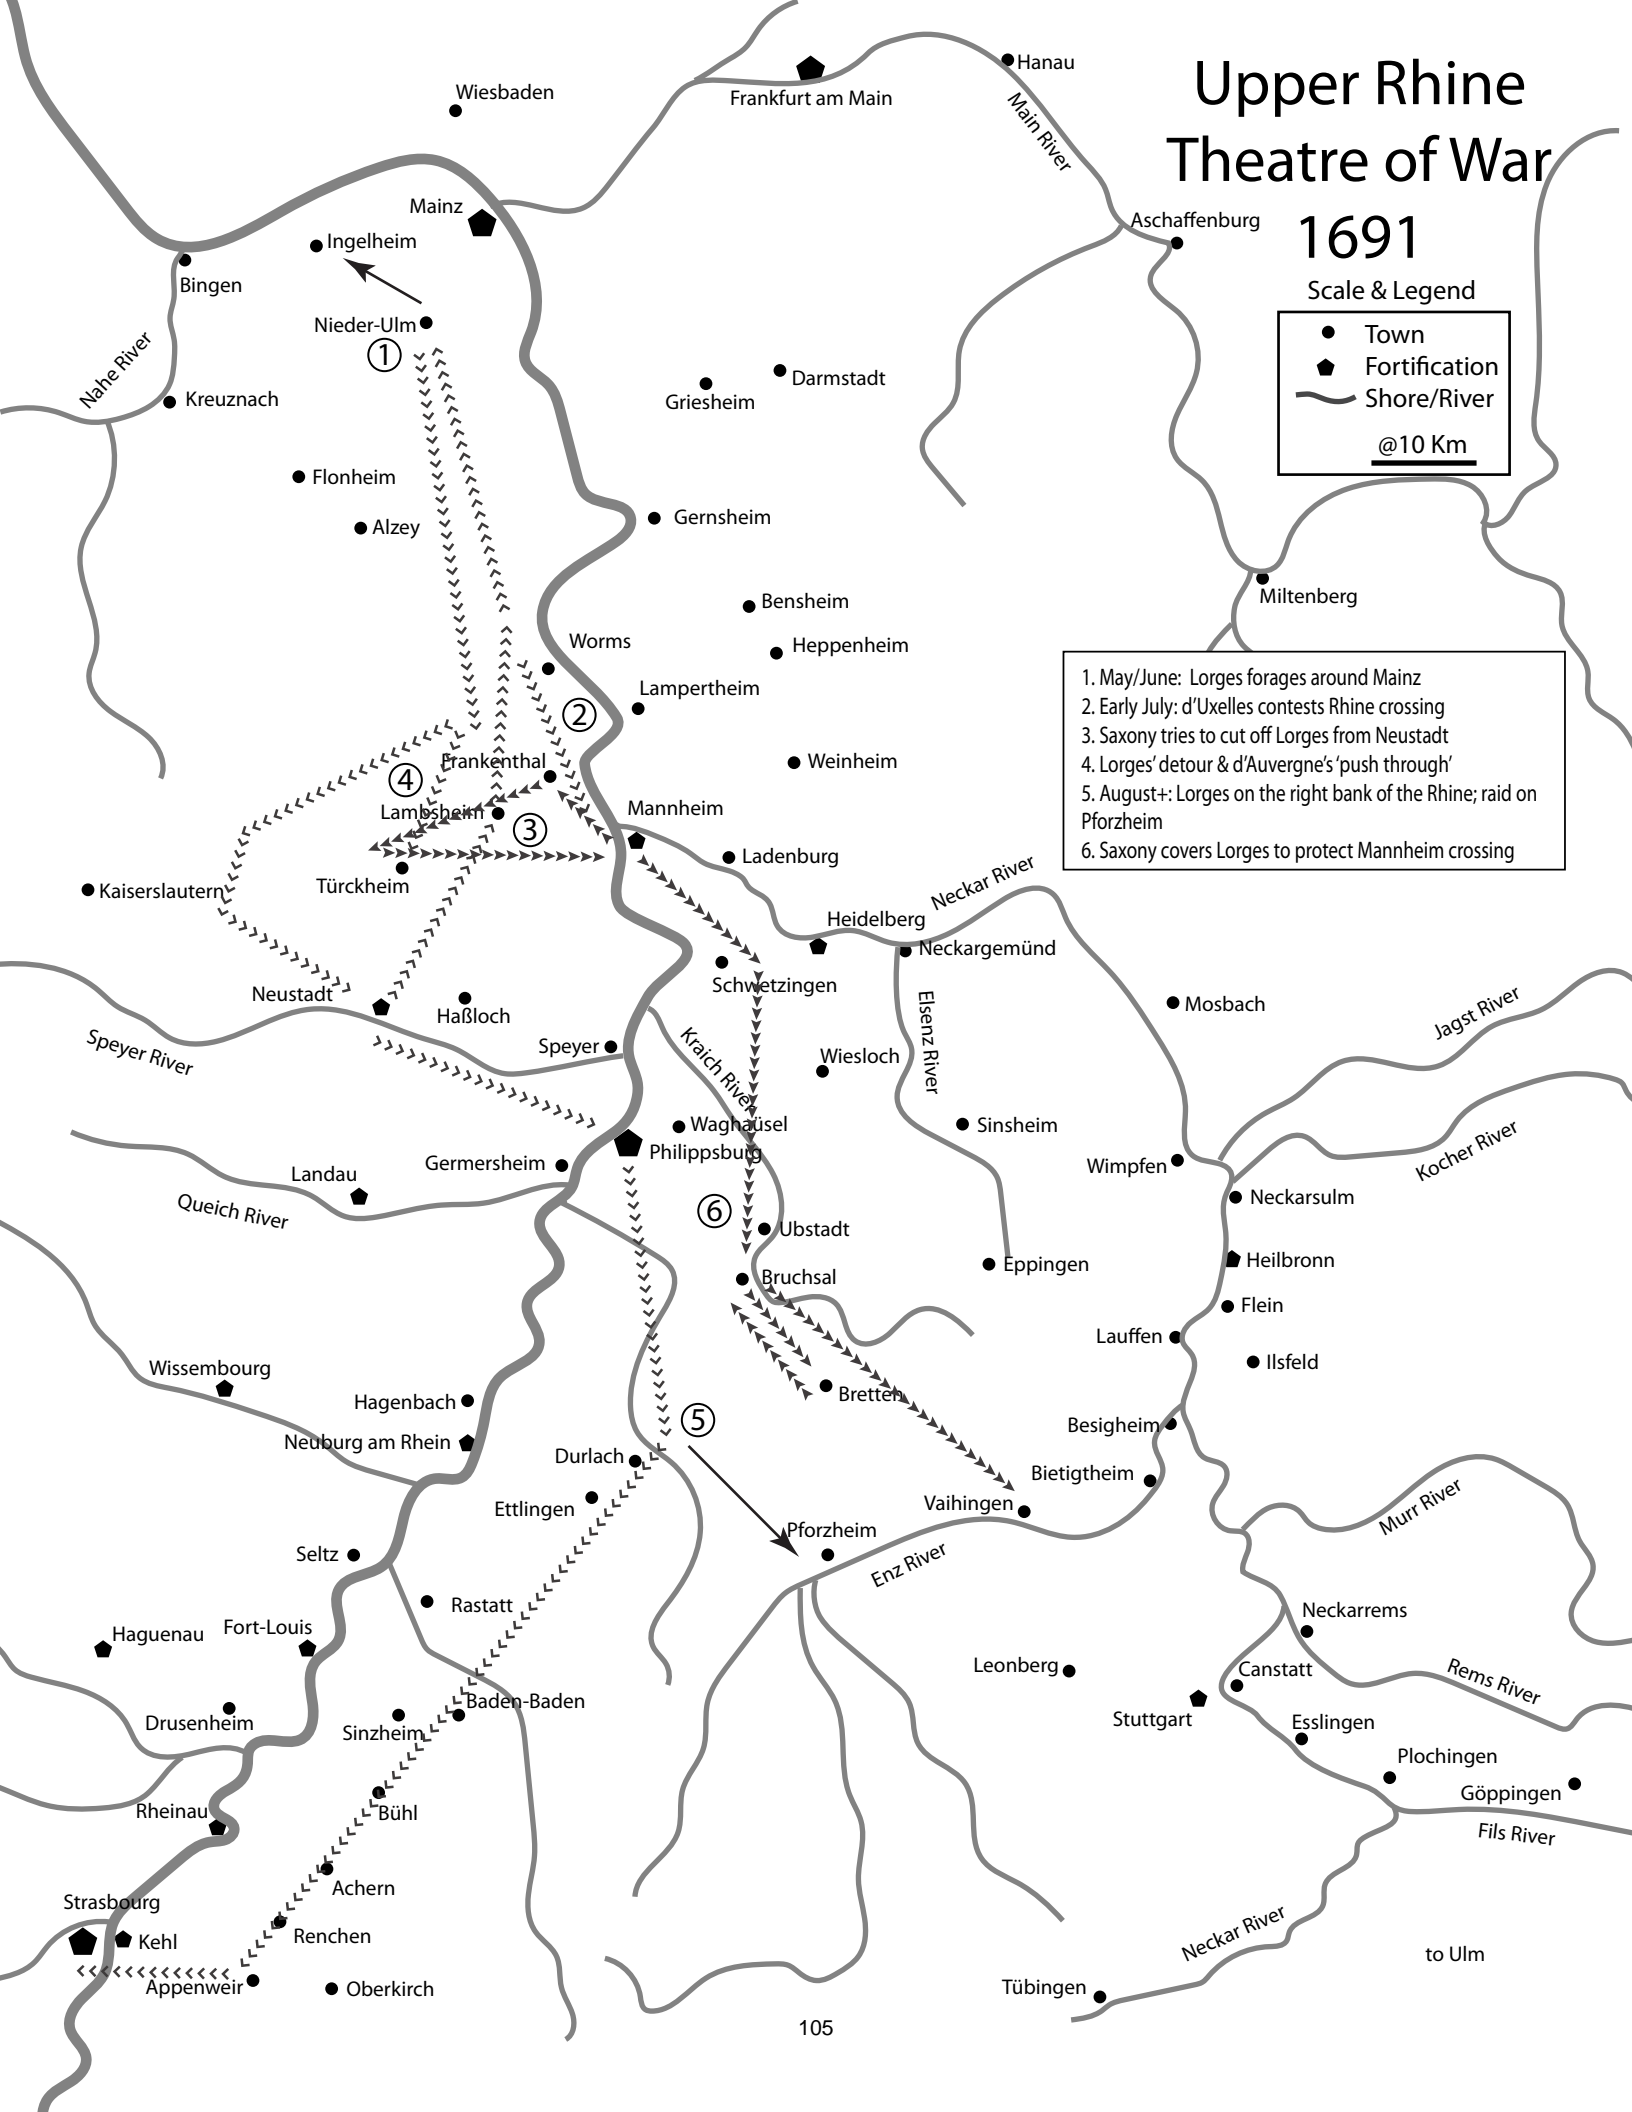 Upper Rhine
Theatre of War
1691
Scale & Legend
Town
Fortification
Shore/River
@10 Km
Hanau
Frankfurt am Main
Main River
Wiesbaden
Mainz
Aschaffenburg
Ingelheim
Bingen
Nieder-Ulm
1
Nahe River
Kreuznach
Darmstadt
Griesheim
Flonheim
Alzey
Gernsheim
Miltenberg
Bensheim
Heppenheim
Worms
Lampertheim
2
1. May/June: Lorges forages around Mainz
2. Early July: d'Uxelles contests Rhine crossing
3. Saxony tries to cut off Lorges from Neustadt
4. Lorges' detour & d'Auvergne's 'push through'
5. August+: Lorges on the right bank of the Rhine; raid on
Pforzheim
6. Saxony covers Lorges to protect Mannheim crossing
Frankenthal
Weinheim
4
Lambsheim
Mannheim
3
Ladenburg
Türckheim
Kaiserslautern
Neckar River
Heidelberg
Neckargemünd
Schwetzingen
Neustadt
Haßloch
Elsenz River
Mosbach
Jagst River
Speyer River
Speyer
Kraich River
Wiesloch
Waghaüsel
Philippsburg
Sinsheim
Kocher River
Germersheim
Landau
Wimpfen
Queich River
Neckarsulm
6
Ubstadt
Heilbronn
Eppingen
Bruchsal
Flein
Lauffen
Ilsfeld
Wissembourg
Hagenbach
Bretten
5
Besigheim
Neuburg am Rhein
Durlach
Bietigtheim
Ettlingen
Vaihingen
Murr River
Pforzheim
Seltz
Enz River
Rastatt
Neckarrems
Haguenau
Fort-Louis
Leonberg
Canstatt
Rems River
Baden-Baden
Drusenheim
Sinzheim
Stuttgart
Esslingen
Plochingen
Göppingen
Rheinau
Bühl
Fils River
Achern
Strasbourg
Kehl
Renchen
Neckar River
to Ulm
Appenweir
Oberkirch
Tübingen
105